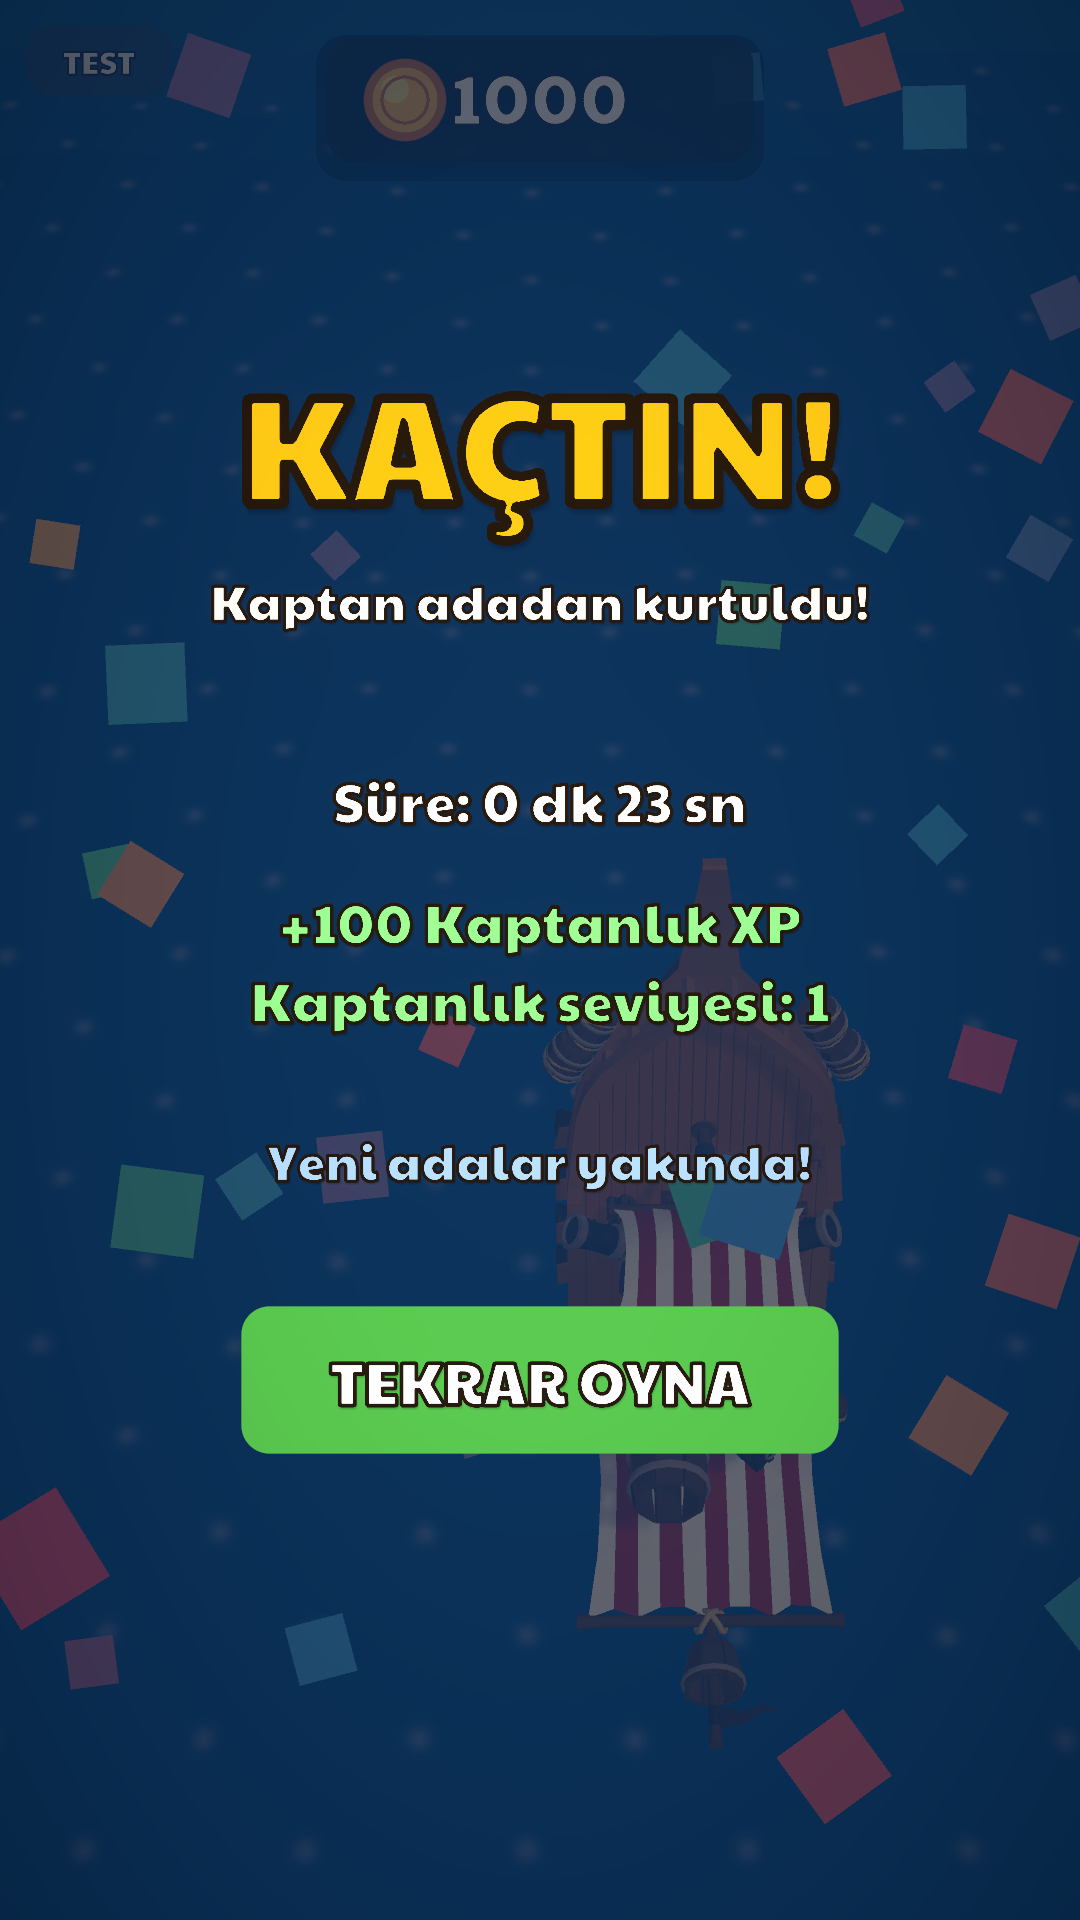 TEST
1000
KAÇTIN!
Kaptan adadan kurtuldu!
Süre: 0 dk 23 sn
+100 Kaptanlık XP
Kaptanlık seviyesi: 1
Yeni adalar yakında!
TEKRAR OYNA